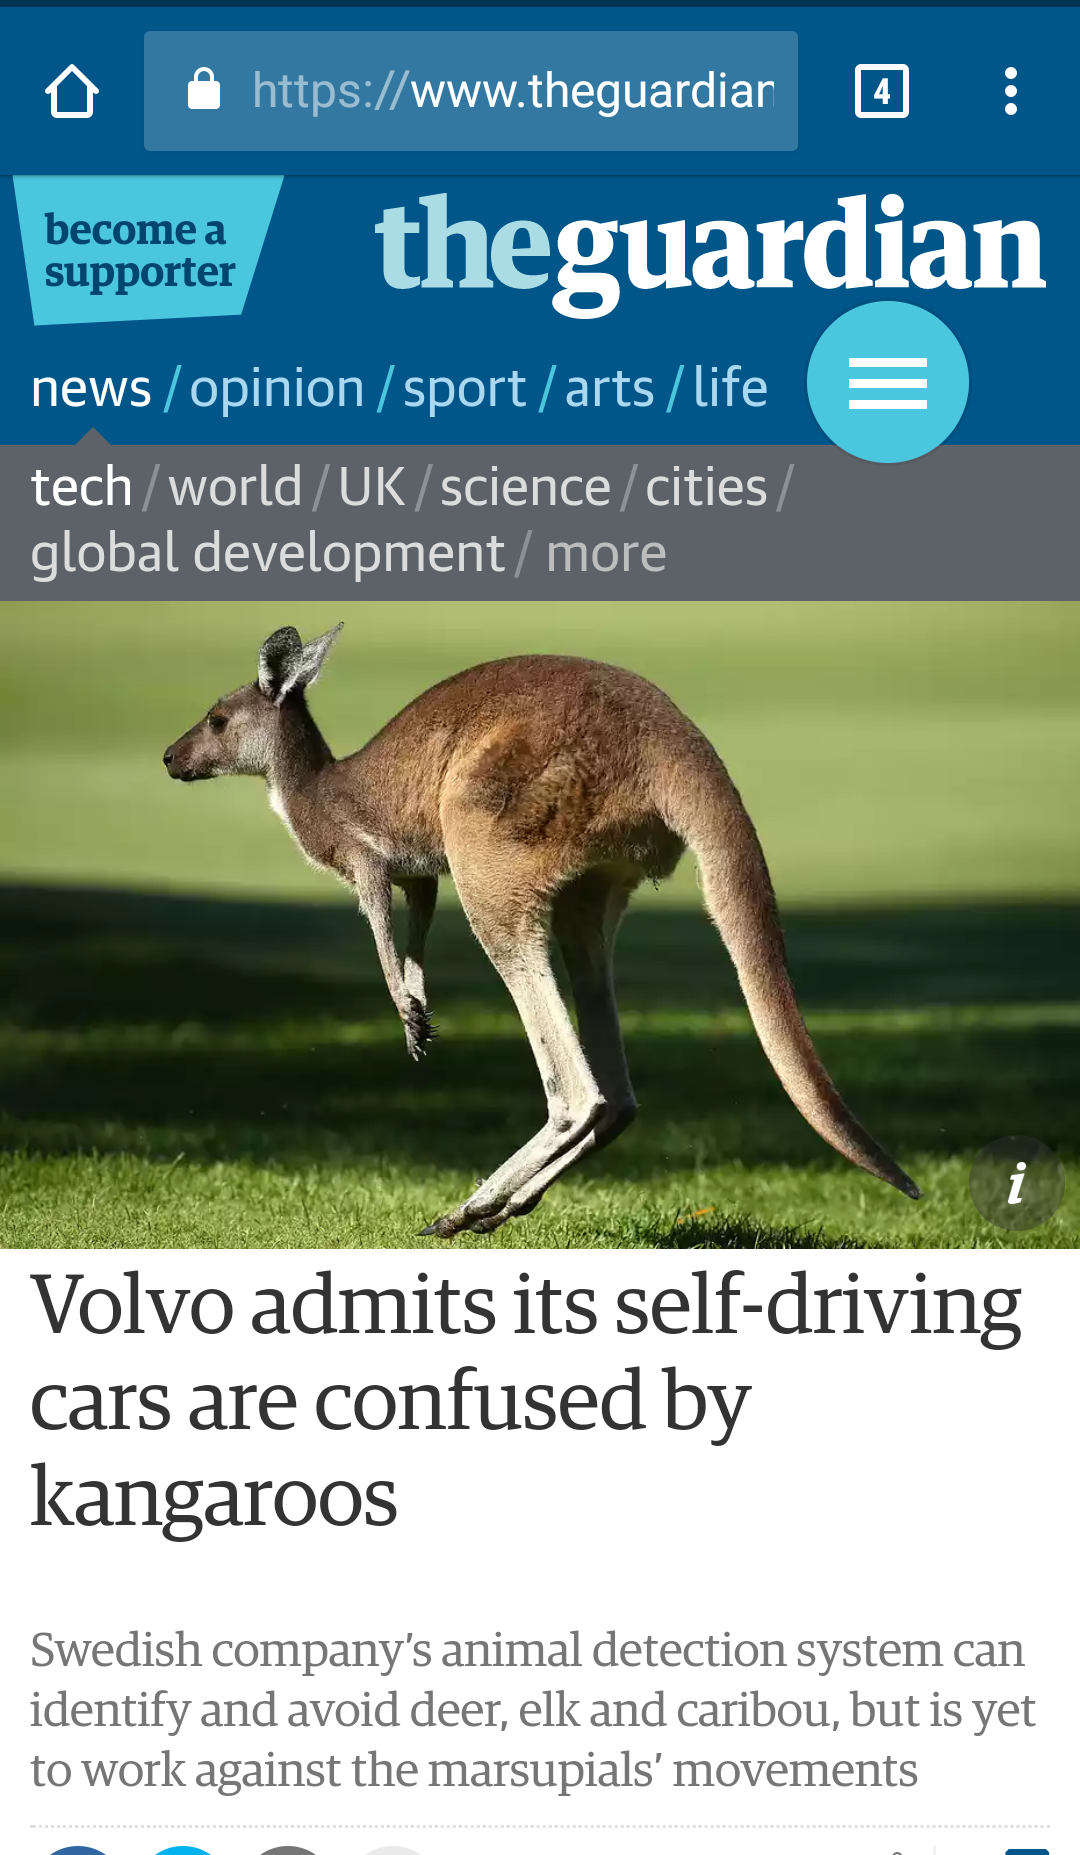 https://www.theguardian
4
become a
supporter
theguardian
news / opinion / sport / arts / life
tech / world / UK / science / cities /
global development / more
i
Volvo admits its self-driving
cars are confused by
kangaroos
Swedish company’s animal detection system can
identify and avoid deer, elk and caribou, but is yet
to work against the marsupials’ movements